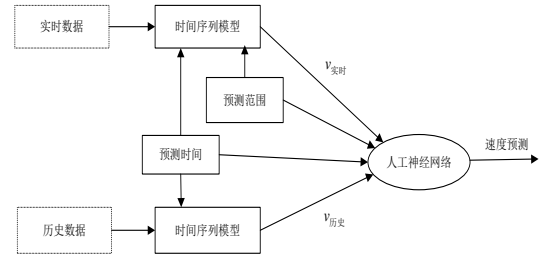 实时数据
时间序列模型
v实时
预测范围
预测时间
人工神经网络
速度预测
历史数据
时间序列模型
v历史